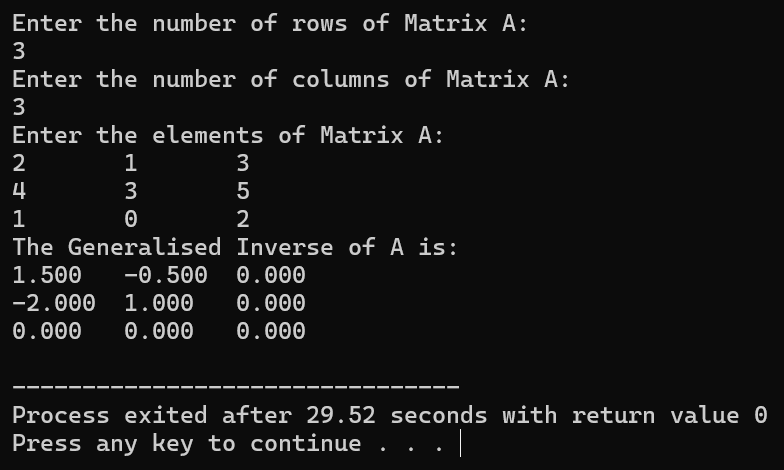 Enter the number of rows of Matrix A:
3
Enter the number of columns of Matrix A:
3
Enter the elements of Matrix A:
2       1       3
4       3       5
1       0       2
The Generalised Inverse of A is:
1.500   -0.500  0.000
-2.000  1.000   0.000
0.000   0.000   0.000

--------------------------------
Process exited after 29.52 seconds with return value 0
Press any key to continue . . .